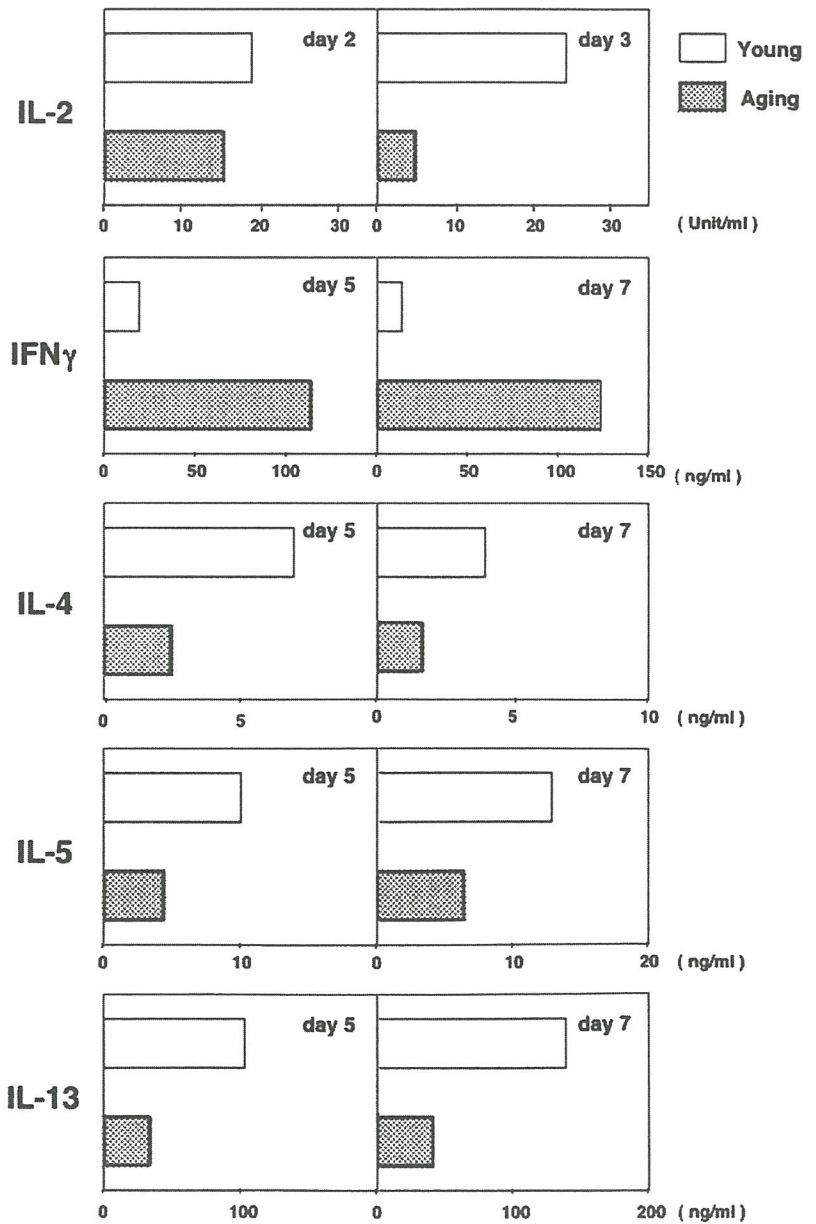 day 2
day 3
Young
Aging
IL-2
0 10 20 30 0 10 20 30 ( Unit/ml )
day 5
day 7
IFNγ
0 50 100 0 50 100 150 ( ng/ml )
day 5
day 7
IL-4
0 5 0 5 10 ( ng/ml )
day 5
day 7
IL-5
0 10 0 10 20 ( ng/ml )
day 5
day 7
IL-13
0 100 0 100 200 ( ng/ml )